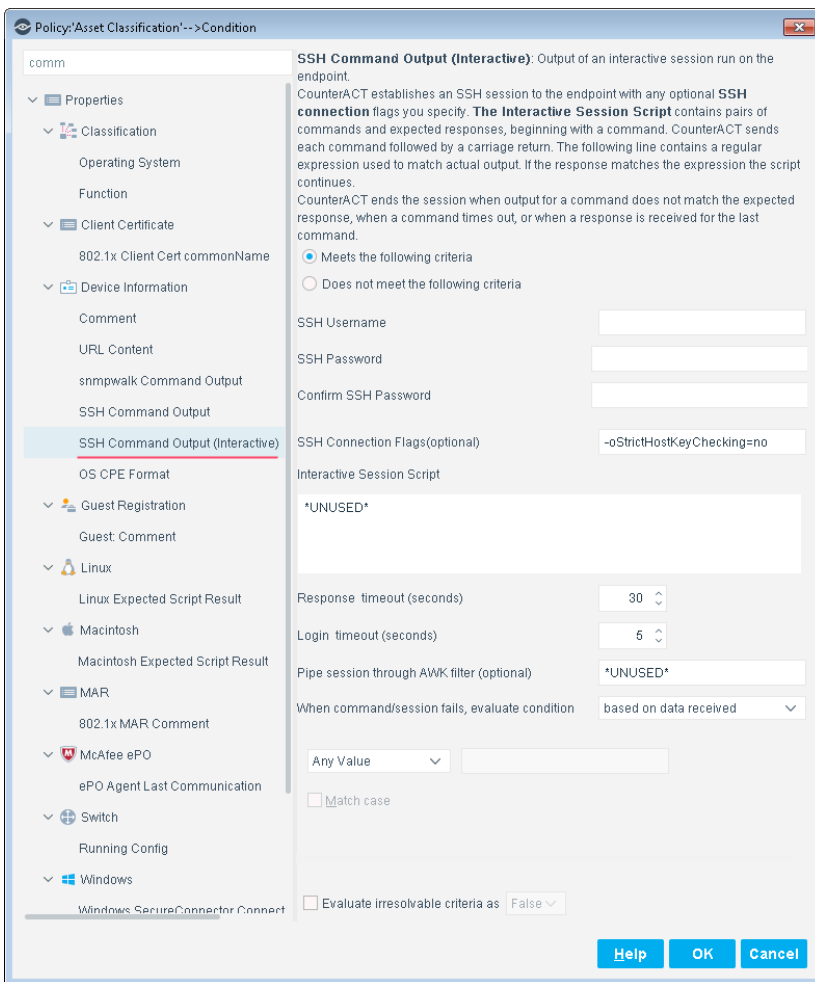 Policy:'Asset Classification'-->Condition
comm
Properties
Classification
Operating System
Function
Client Certificate
802.1x Client Cert commonName
Device Information
Comment
URL Content
snmpwalk Command Output
SSH Command Output
SSH Command Output (Interactive)
OS CPE Format
Guest Registration
Guest: Comment
Linux
Linux Expected Script Result
Macintosh
Macintosh Expected Script Result
MAR
802.1x MAR Comment
McAfee ePO
ePO Agent Last Communication
Switch
Running Config
Windows
Windows SecureConnector Connect
SSH Command Output (Interactive): Output of an interactive session run on the
endpoint.
CounterACT establishes an SSH session to the endpoint with any optional SSH
connection flags you specify. The Interactive Session Script contains pairs of
commands and expected responses, beginning with a command. CounterACT sends
each command followed by a carriage return. The following line contains a regular
expression used to match actual output. If the response matches the expression the script
continues.
CounterACT ends the session when output for a command does not match the expected
response, when a command times out, or when a response is received for the last
command.
Meets the following criteria
Does not meet the following criteria
SSH Username
SSH Password
Confirm SSH Password
SSH Connection Flags(optional) -oStrictHostKeyChecking=no
Interactive Session Script
*UNUSED*
Response timeout (seconds) 30
Login timeout (seconds) 5
Pipe session through AWK filter (optional) *UNUSED*
When command/session fails, evaluate condition based on data received
Any Value
Match case
Evaluate irresolvable criteria as False
Help OK Cancel